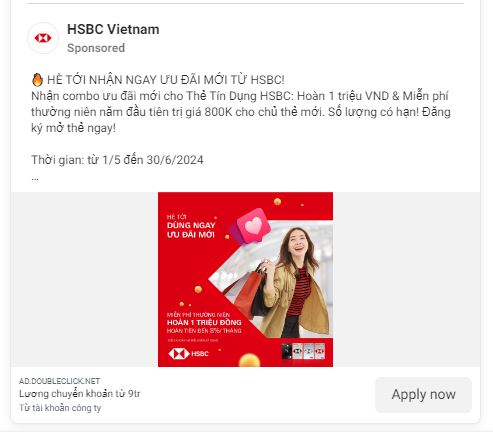 HSBC Vietnam
Sponsored
🔥 HÈ TỚI NHẬN NGAY ƯU ĐÃI MỚI TỪ HSBC!
Nhận combo ưu đãi mới cho Thẻ Tín Dụng HSBC: Hoàn 1 triệu VND & Miễn phí
thường niên năm đầu tiên trị giá 800K cho chủ thẻ mới. Số lượng có hạn! Đăng
ký mở thẻ ngay!
Thời gian: từ 1/5 đến 30/6/2024
...
HÈ TỚI
DÙNG NGAY
ƯU ĐÃI MỚI
MIỄN PHÍ THƯỜNG NIÊN
HOÀN 1 TRIỆU ĐỒNG
HOÀN TIỀN ĐẾN 8%/THÁNG
HSBC
AD.DOUBLECLICK.NET
Lương chuyển khoản từ 9tr
Từ tài khoản công ty
Apply now